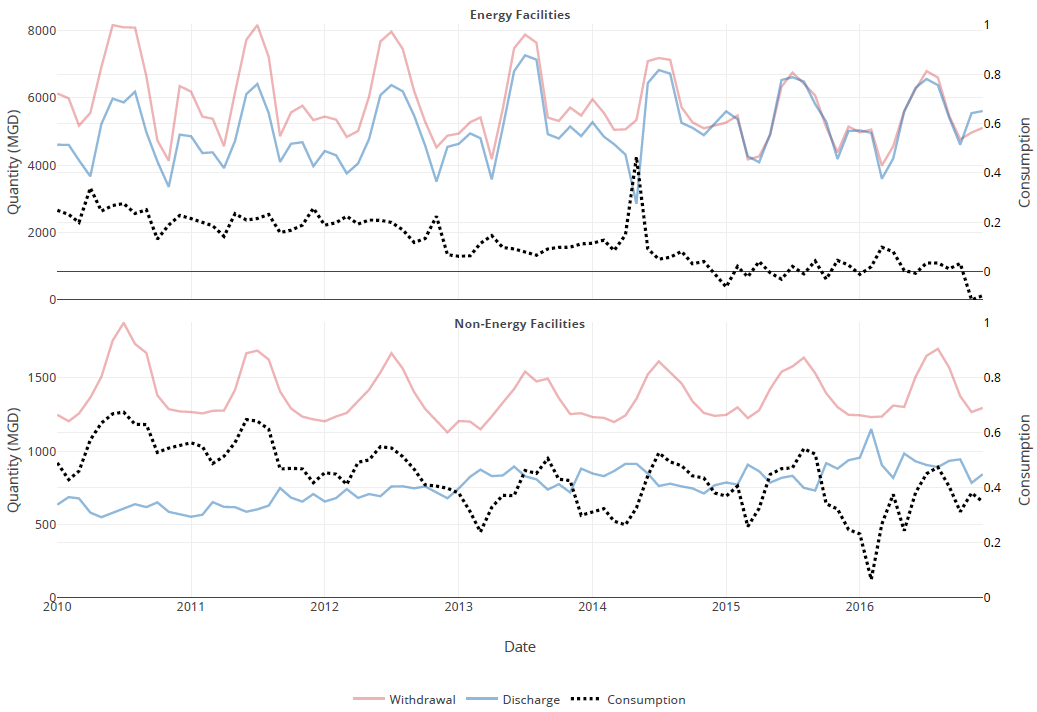 Energy Facilities
8000
6000
4000
2000
0
Quantity (MGD)
1
0.8
0.6
0.4
0.2
0
Consumption
Non-Energy Facilities
1500
1000
500
0
Quantity (MGD)
1
0.8
0.6
0.4
0.2
0
Consumption
2010 2011 2012 2013 2014 2015 2016
Date
Withdrawal Discharge Consumption